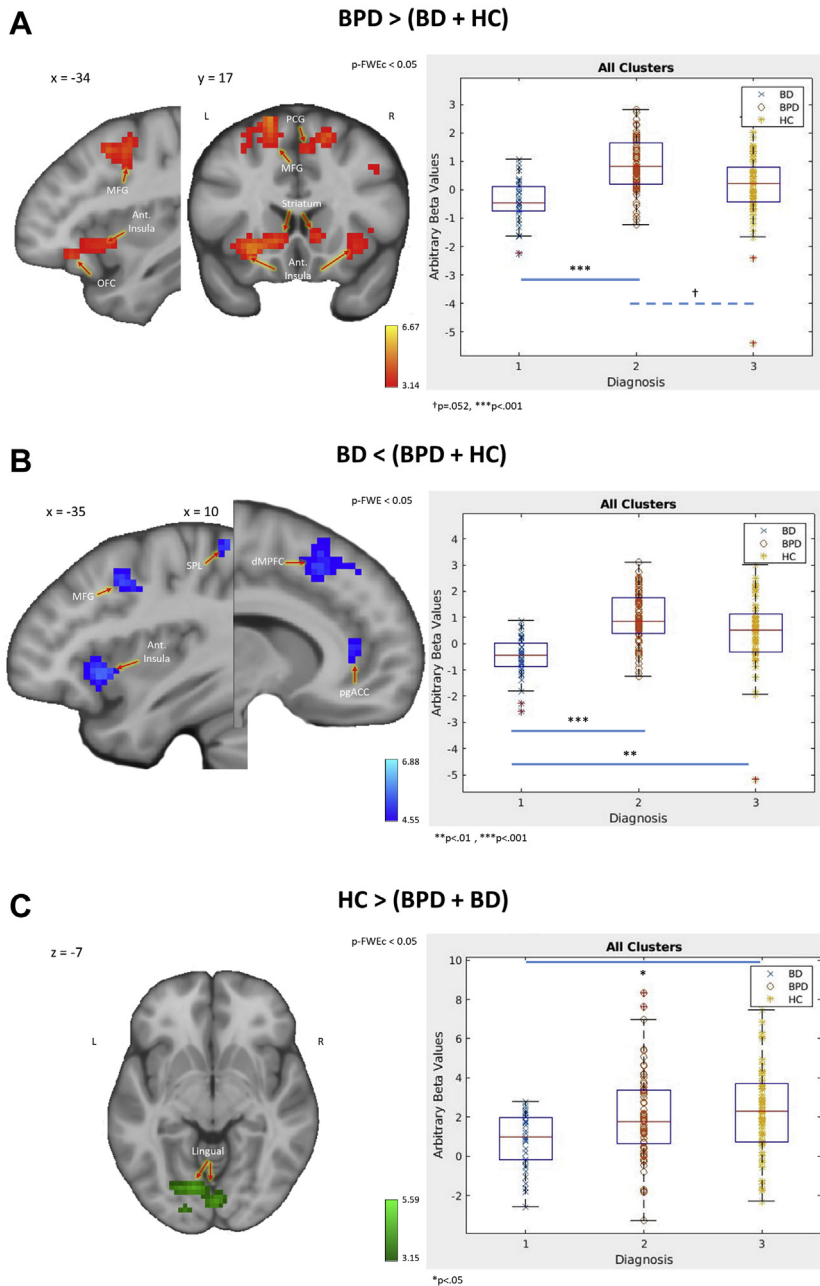 A
BPD > (BD + HC)
p-FWEc < 0.05
x = -34
y = 17
L
R
PCG
MFG
MFG
Striatum
Ant.
Insula
Ant.
Insula
OFC
6.67
3.14
All Clusters
BD
BPD
HC
Arbitrary Beta Values
3
2
1
0
-1
-2
-3
-4
-5
***
†
1
2
3
Diagnosis
†p=.052, ***p<.001
B
BD < (BPD + HC)
p-FWE < 0.05
x = -35
x = 10
SPL
dMPFC
MFG
Ant.
Insula
pgACC
6.88
4.55
All Clusters
BD
BPD
HC
Arbitrary Beta Values
4
3
2
1
0
-1
-2
-3
-4
-5
***
**
1
2
3
Diagnosis
**p<.01 , ***p<.001
C
HC > (BPD + BD)
p-FWEc < 0.05
z = -7
L
R
Lingual
5.59
3.15
All Clusters
BD
BPD
HC
Arbitrary Beta Values
10
8
6
4
2
0
-2
*
1
2
3
Diagnosis
*p<.05